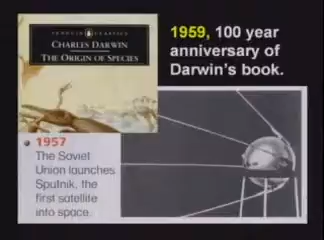 PENGUIN CLASSICS
CHARLES DARWIN
THE ORIGIN OF SPECIES
1959, 100 year
anniversary of
Darwin's book.
1957
The Soviet
Union launches
Sputnik, the
first satellite
into space.